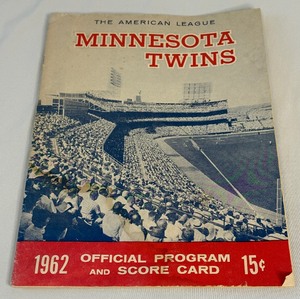 THE AMERICAN LEAGUE
MINNESOTA
TWINS
1962 OFFICIAL PROGRAM
AND SCORE CARD 15¢